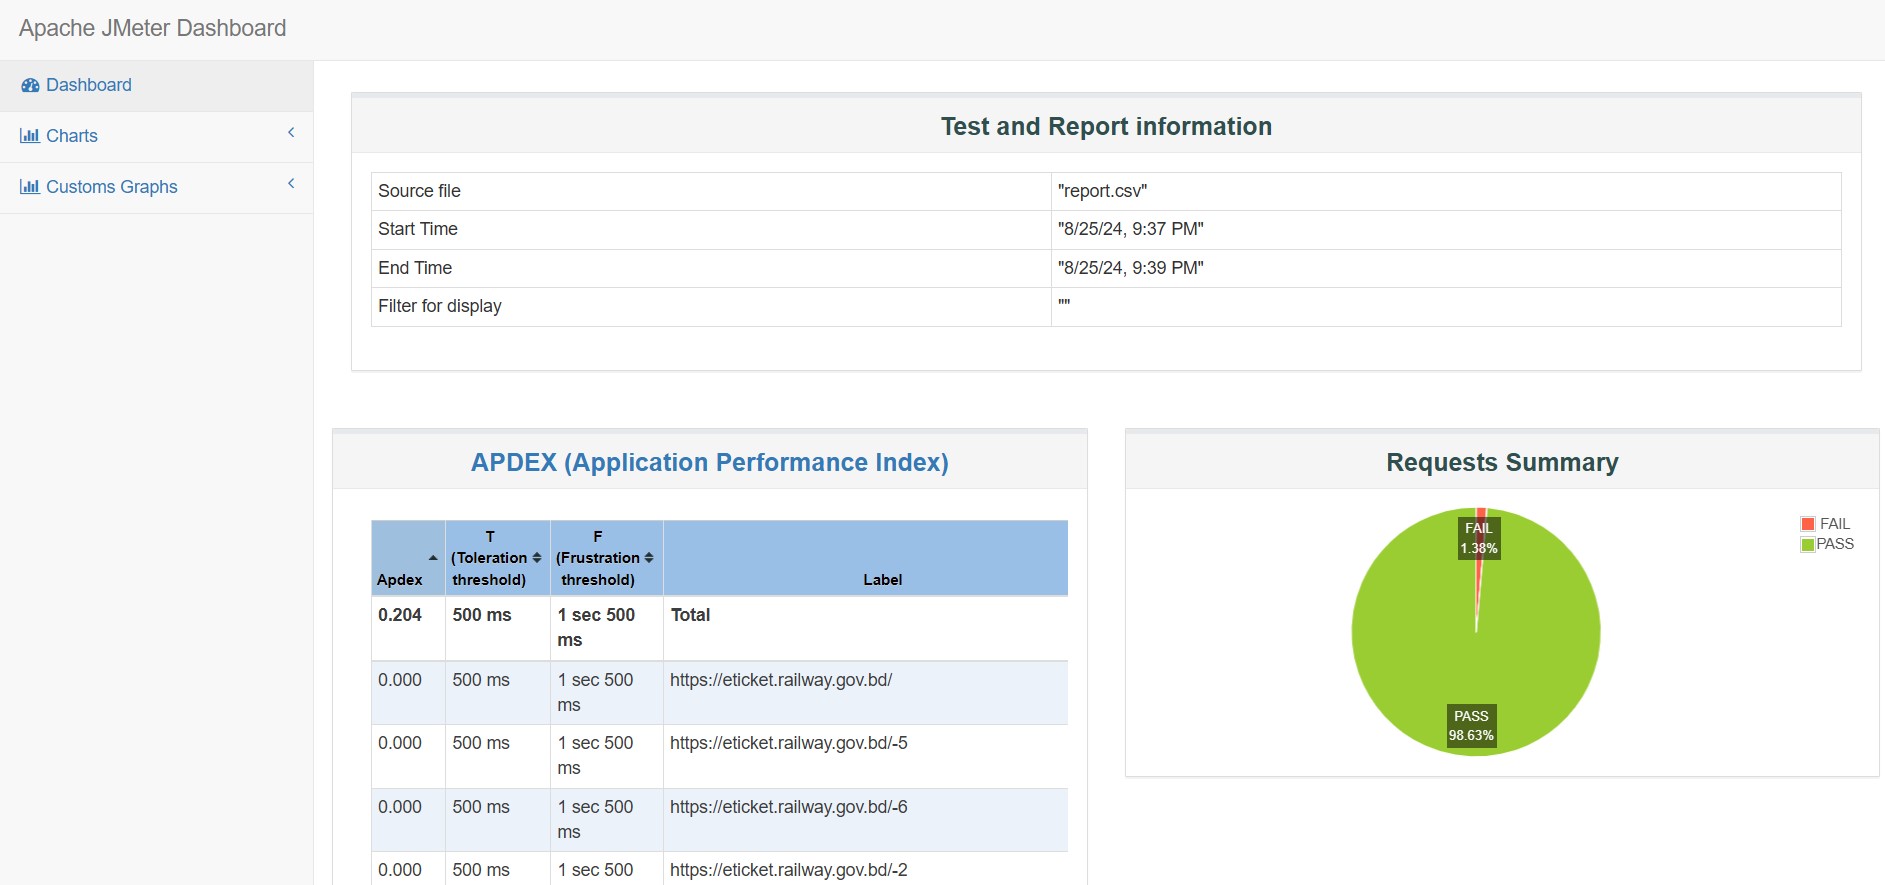 Apache JMeter Dashboard
Dashboard
Charts
Customs Graphs
Test and Report information
Source file "report.csv"
Start Time "8/25/24, 9:37 PM"
End Time "8/25/24, 9:39 PM"
Filter for display ""
APDEX (Application Performance Index)
Apdex T (Toleration threshold) F (Frustration threshold) Label
0.204 500 ms 1 sec 500 ms Total
0.000 500 ms 1 sec 500 ms https://eticket.railway.gov.bd/
0.000 500 ms 1 sec 500 ms https://eticket.railway.gov.bd/-5
0.000 500 ms 1 sec 500 ms https://eticket.railway.gov.bd/-6
0.000 500 ms 1 sec 500 https://eticket.railway.gov.bd/-2
Requests Summary
FAIL
1.38%
PASS
98.63%
FAIL
PASS